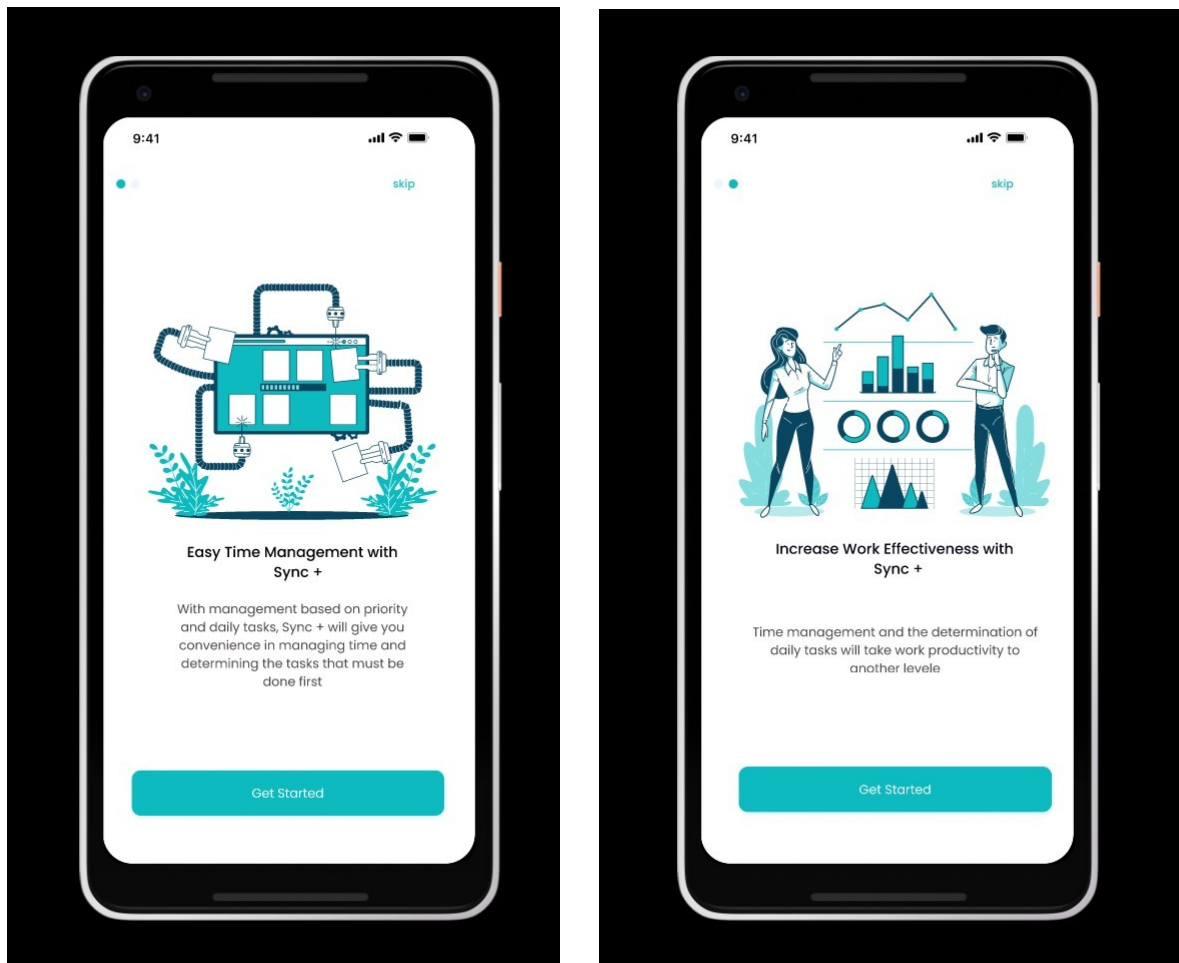 9:41
skip
Easy Time Management with
Sync +
With management based on priority
and daily tasks, Sync + will give you
convenience in managing time and
determining the tasks that must be
done first
Get Started
9:41
skip
Increase Work Effectiveness with
Sync +
Time management and the determination of
daily tasks will take work productivity to
another levele
Get Started